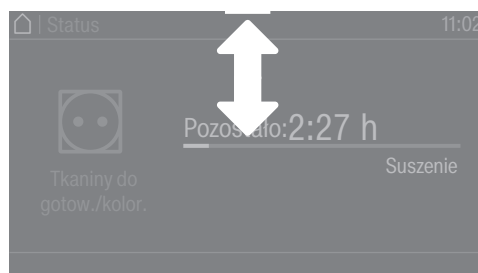 | Status 11:02
Pozostało: 2:27 h
Suszenie
Tkaniny do
gotow./kolor.